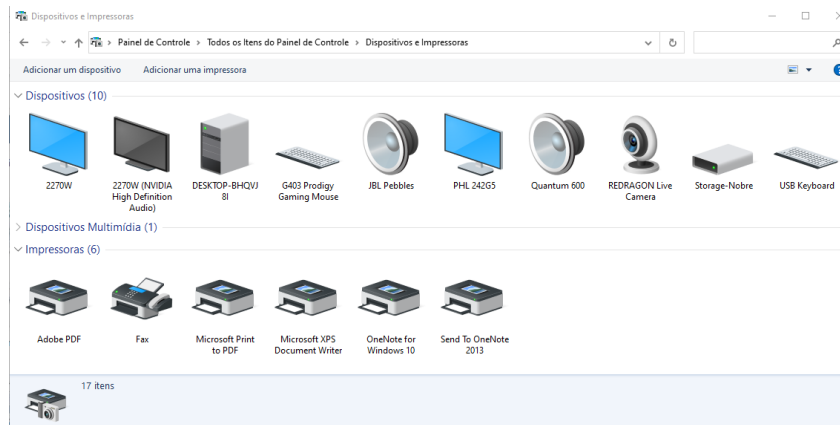 Dispositivos e Impressoras
Painel de Controle > Todos os Itens do Painel de Controle > Dispositivos e Impressoras
Adicionar um dispositivo Adicionar uma impressora
Dispositivos (10)
2270W
2270W (NVIDIA
High Definition
Audio)
DESKTOP-BHQVJ
8I
G403 Prodigy
Gaming Mouse
JBL Pebbles
PHL 242G5
Quantum 600
REDRAGON Live
Camera
Storage-Nobre
USB Keyboard
Dispositivos Multimídia (1)
Impressoras (6)
Adobe PDF
Fax
Microsoft Print
to PDF
Microsoft XPS
Document Writer
OneNote for
Windows 10
Send To OneNote
2013
17 itens